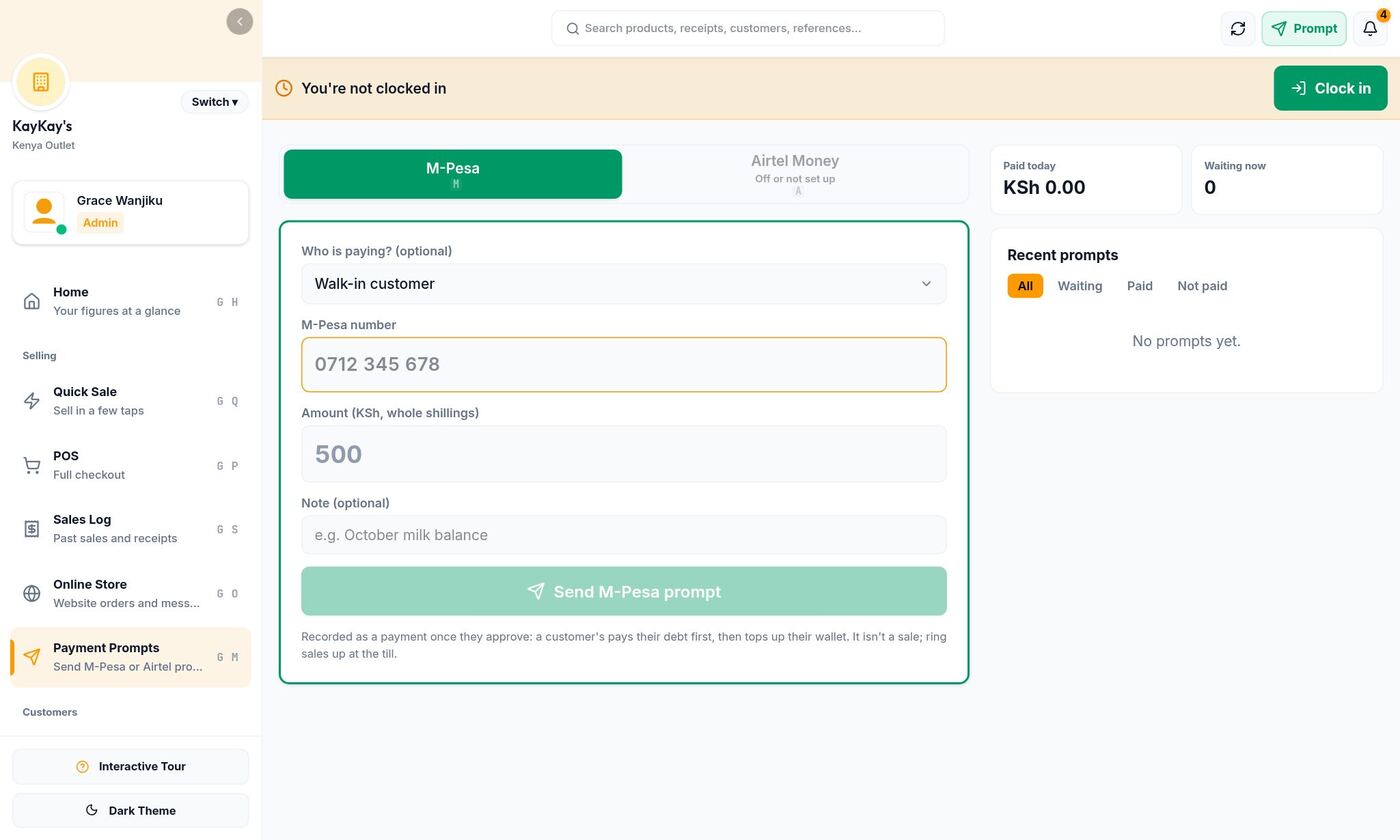 KayKay's
Kenya Outlet
Switch ▾
Grace Wanjiku
Admin
Home
Your figures at a glance
G H
Selling
Quick Sale
Sell in a few taps
G Q
POS
Full checkout
G P
Sales Log
Past sales and receipts
G S
Online Store
Website orders and mess...
G O
Payment Prompts
Send M-Pesa or Airtel pro...
G M
Customers
Interactive Tour
Dark Theme
Search products, receipts, customers, references...
Prompt
4
You're not clocked in
Clock in
M-Pesa
M
Airtel Money
Off or not set up
A
Who is paying? (optional)
Walk-in customer
M-Pesa number
0712 345 678
Amount (KSh, whole shillings)
500
Note (optional)
e.g. October milk balance
Send M-Pesa prompt
Recorded as a payment once they approve: a customer's pays their debt first, then tops up their wallet. It isn't a sale; ring
sales up at the till.
Paid today
KSh 0.00
Waiting now
0
Recent prompts
All Waiting Paid Not paid
No prompts yet.